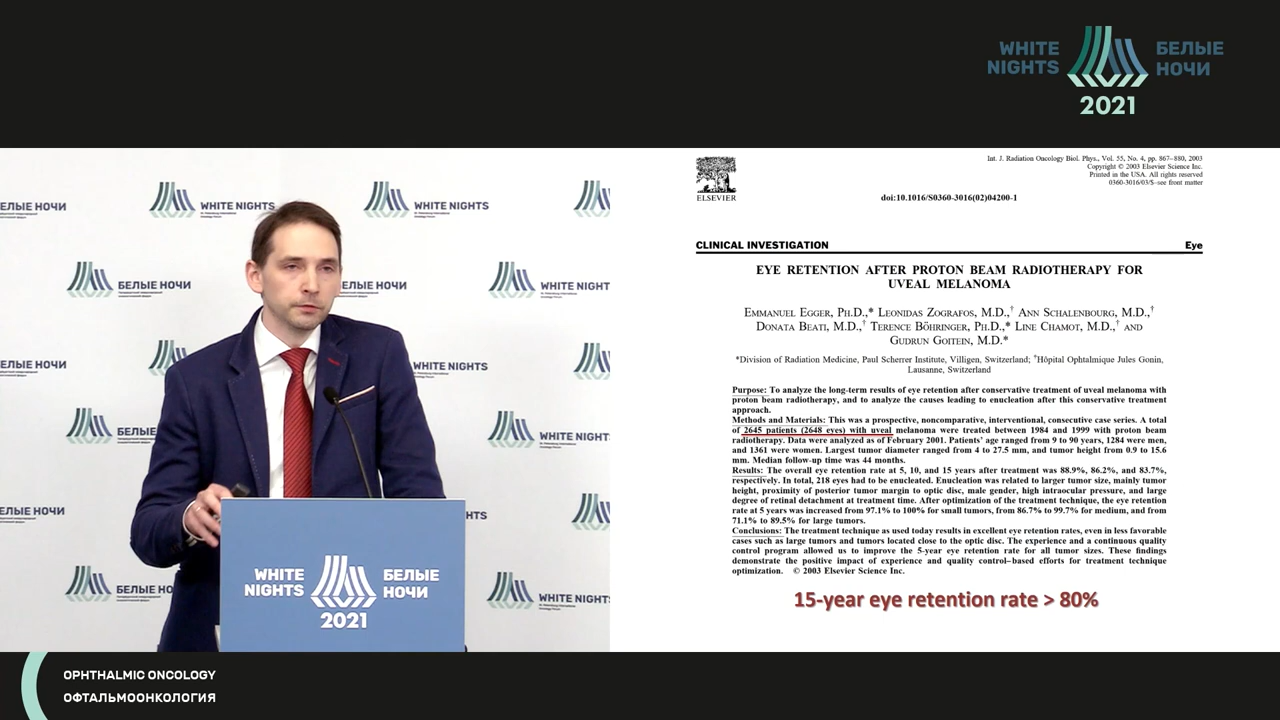 WHITE БЕЛЫЕ
NIGHTS НОЧИ
2021
ЕЛЫЕ НОЧИ
WHITE NIGHTS
WHITE NIGHTS
БЕЛЫЕ НОЧИ
БЕЛЫЕ НОЧИ
WHITE NIGHT
WHITE NIGHTS
WHITE NIGHT
БЕЛЫЕ НОЧИ
WHITE NIGHT
WHITE БЕЛЫЕ
NIGHTS НОЧИ
2021
ELSEVIER
Int. J. Radiation Oncology Biol. Phys., Vol. 55, No. 4, pp. 867–880, 2003
Copyright © 2003 Elsevier Science Inc.
Printed in the USA. All rights reserved
0360-3016/03/$–see front matter
doi:10.1016/S0360-3016(02)04200-1
CLINICAL INVESTIGATION Eye
EYE RETENTION AFTER PROTON BEAM RADIOTHERAPY FOR
UVEAL MELANOMA
Emmanuel Egger, Ph.D.,* Leonidas Zografos, M.D.,† Ann Schalenbourg, M.D.,†
Donata Beati, M.D.,† Terence Böhringer, Ph.D.,* Line Chamot, M.D.,† and
Gudrun Goitein, M.D.*
*Division of Radiation Medicine, Paul Scherrer Institute, Villigen, Switzerland; †Hôpital Ophtalmique Jules Gonin,
Lausanne, Switzerland
Purpose: To analyze the long-term results of eye retention after conservative treatment of uveal melanoma with
proton beam radiotherapy, and to analyze the causes leading to enucleation after this conservative treatment
approach.
Methods and Materials: This was a prospective, noncomparative, interventional, consecutive case series. A total
of 2645 patients (2648 eyes) with uveal melanoma were treated between 1984 and 1999 with proton beam
radiotherapy. Data were analyzed as of February 2001. Patients' age ranged from 9 to 90 years, 1284 were men,
and 1361 were women. Largest tumor diameter ranged from 4 to 27.5 mm, and tumor height from 0.9 to 15.6
mm. Median follow-up time was 44 months.
Results: The overall eye retention rate at 5, 10, and 15 years after treatment was 88.9%, 86.2%, and 83.7%,
respectively. In total, 218 eyes had to be enucleated. Enucleation was related to larger tumor size, mainly tumor
height, proximity of posterior tumor margin to optic disc, male gender, high intraocular pressure, and large
degree of retinal detachment at treatment time. After optimization of the treatment technique, the eye retention
rate at 5 years was increased from 97.1% to 100% for small tumors, from 86.7% to 99.7% for medium, and from
71.1% to 89.5% for large tumors.
Conclusions: The treatment technique as used today results in excellent eye retention rates, even in less favorable
cases such as large tumors and tumors located close to the optic disc. The experience and a continuous quality
control program allowed us to improve the 5-year eye retention rate for all tumor sizes. These findings
demonstrate the positive impact of experience and quality control–based efforts for treatment technique
optimization. © 2003 Elsevier Science Inc.
15-year eye retention rate > 80%
OPHTHALMIC ONCOLOGY
ОФТАЛЬМООНКОЛОГИЯ